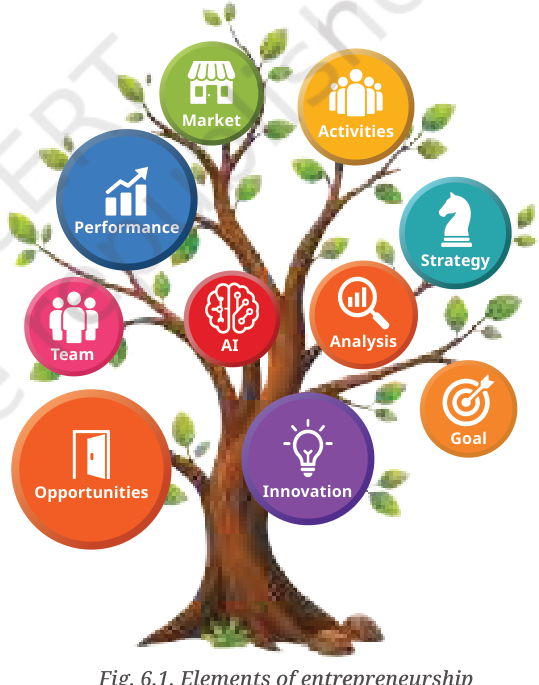 Market
Activities
Performance
Strategy
Team
AI
Analysis
Goal
Opportunities
Innovation
Fig. 6.1. Elements of entrepreneurship